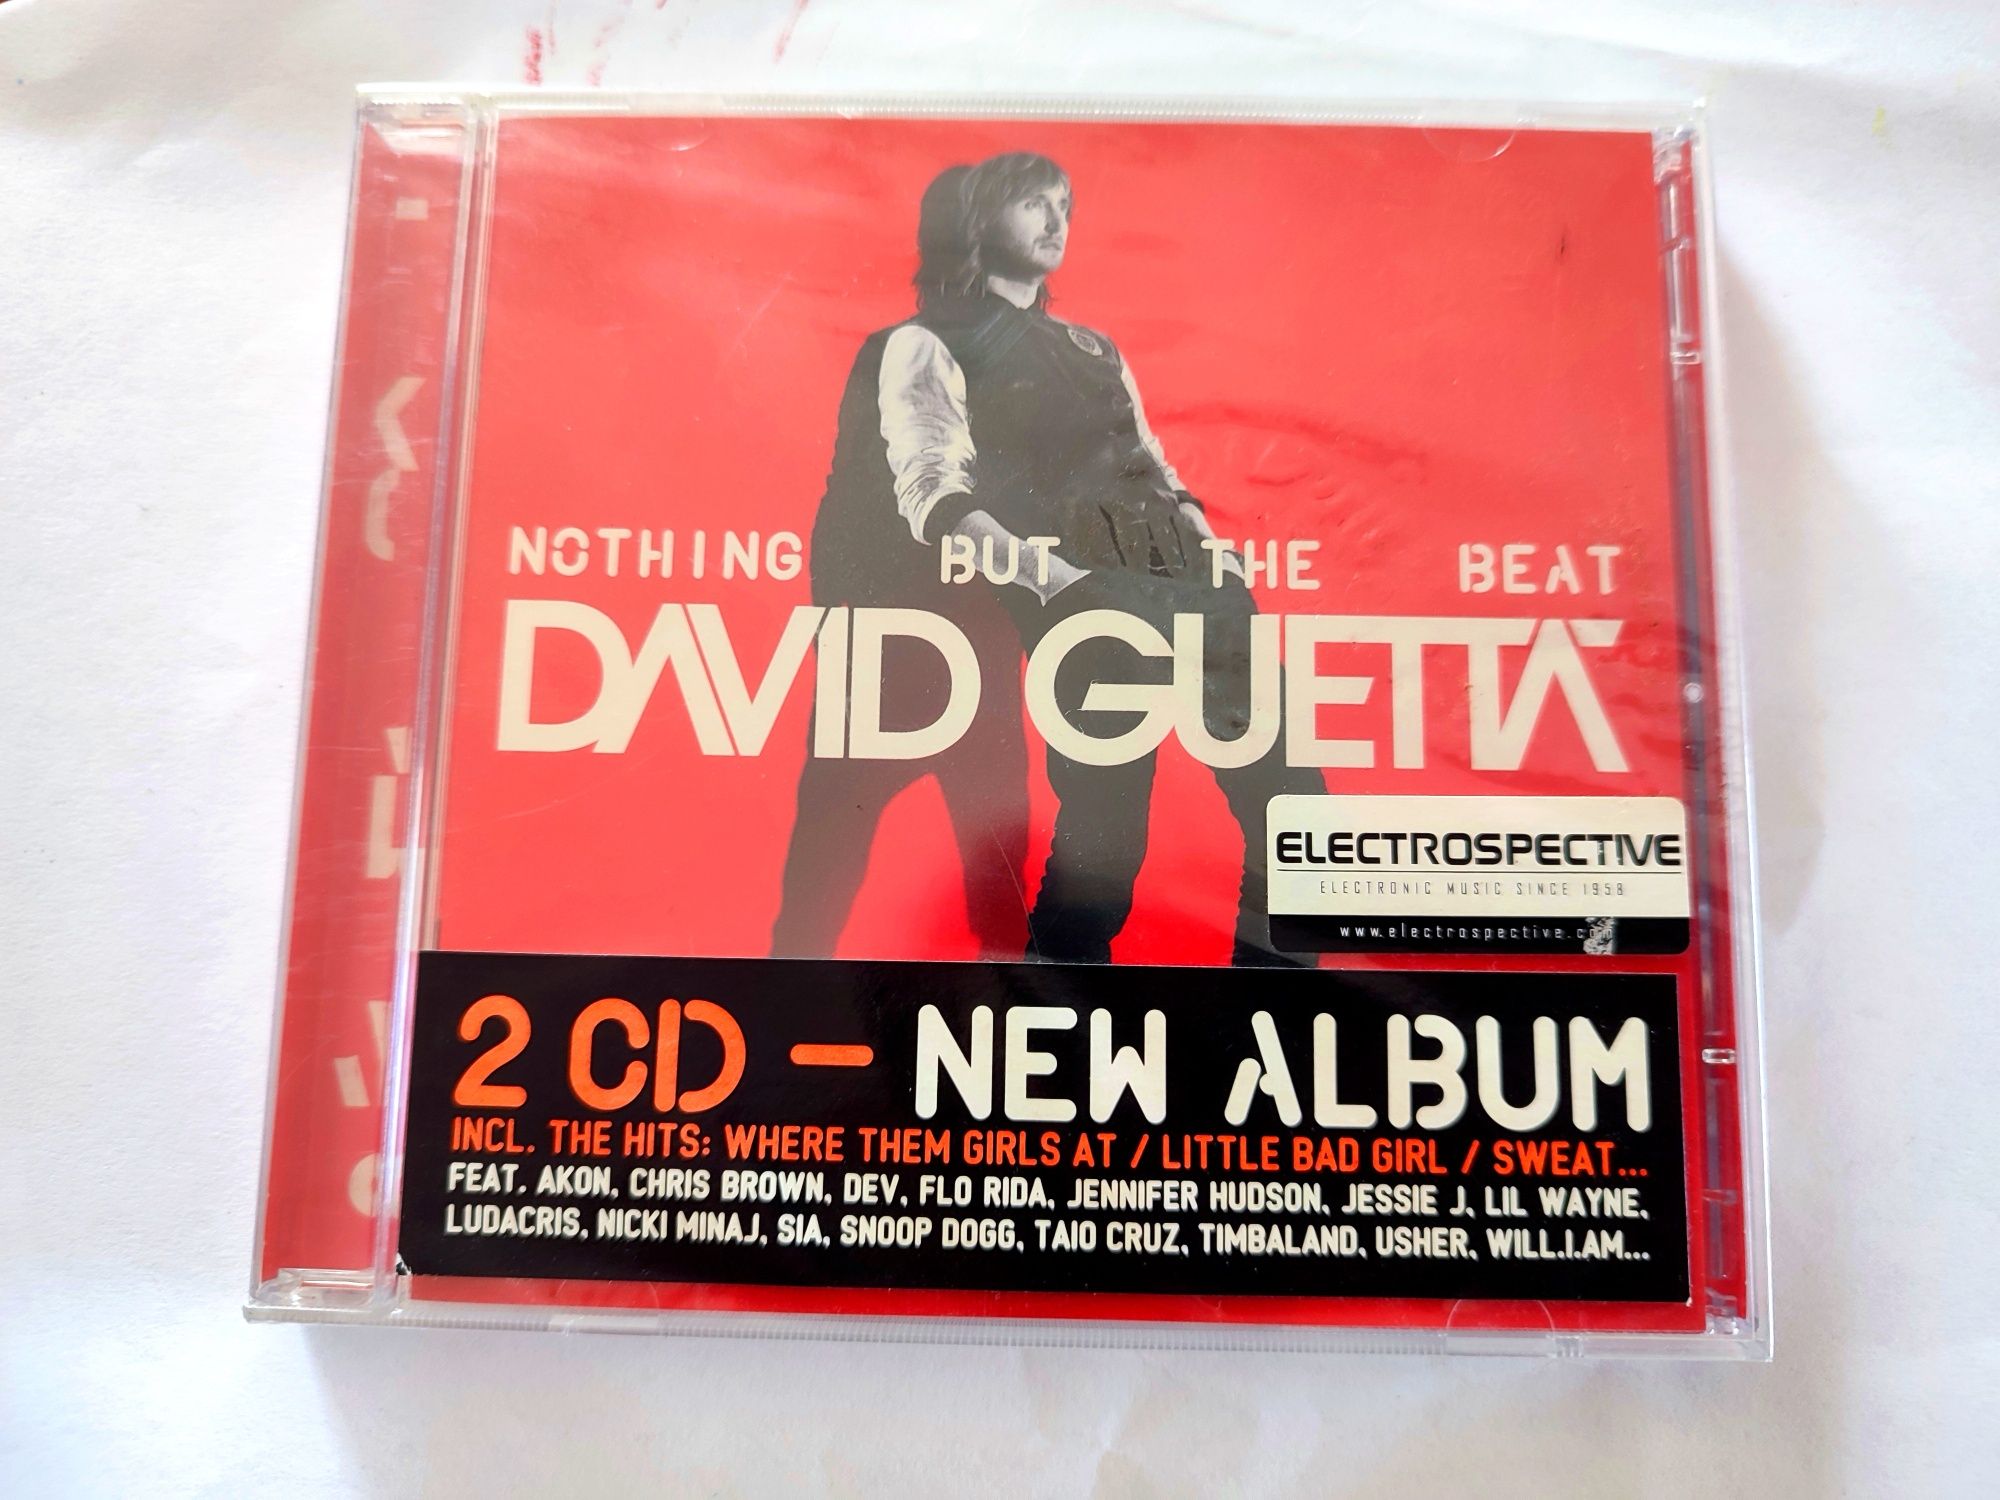 NOTHING BUT THE BEAT
DAVID GUETTA
ELECTROSPECTIVE
ELECTRONIC MUSIC SINCE 1958
www.electrospective.com
2 CD – NEW ALBUM
INCL. THE HITS: WHERE THEM GIRLS AT / LITTLE BAD GIRL / SWEAT...
FEAT. AKON, CHRIS BROWN, DEV, FLO RIDA, JENNIFER HUDSON, JESSIE J, LIL WAYNE,
LUDACRIS, NICKI MINAJ, SIA, SNOOP DOGG, TAIO CRUZ, TIMBALAND, USHER, WILL.I.AM...